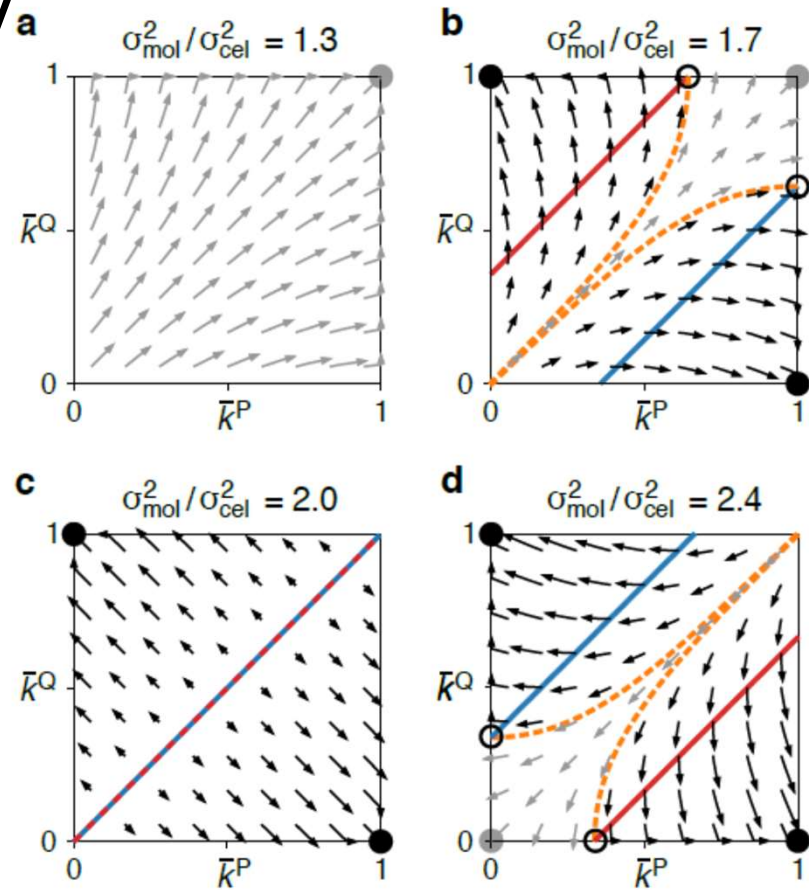 a
σ²mol/σ²cel = 1.3
1
k̄Q
0
0
k̄P
1
b
σ²mol/σ²cel = 1.7
1
k̄Q
0
0
k̄P
1
c
σ²mol/σ²cel = 2.0
1
k̄Q
0
0
k̄P
1
d
σ²mol/σ²cel = 2.4
1
k̄Q
0
0
k̄P
1